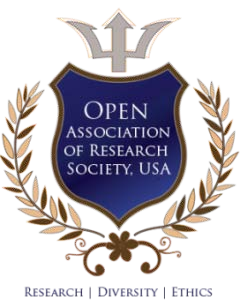 OPEN
ASSOCIATION
OF RESEARCH
SOCIETY, USA
RESEARCH | DIVERSITY | ETHICS